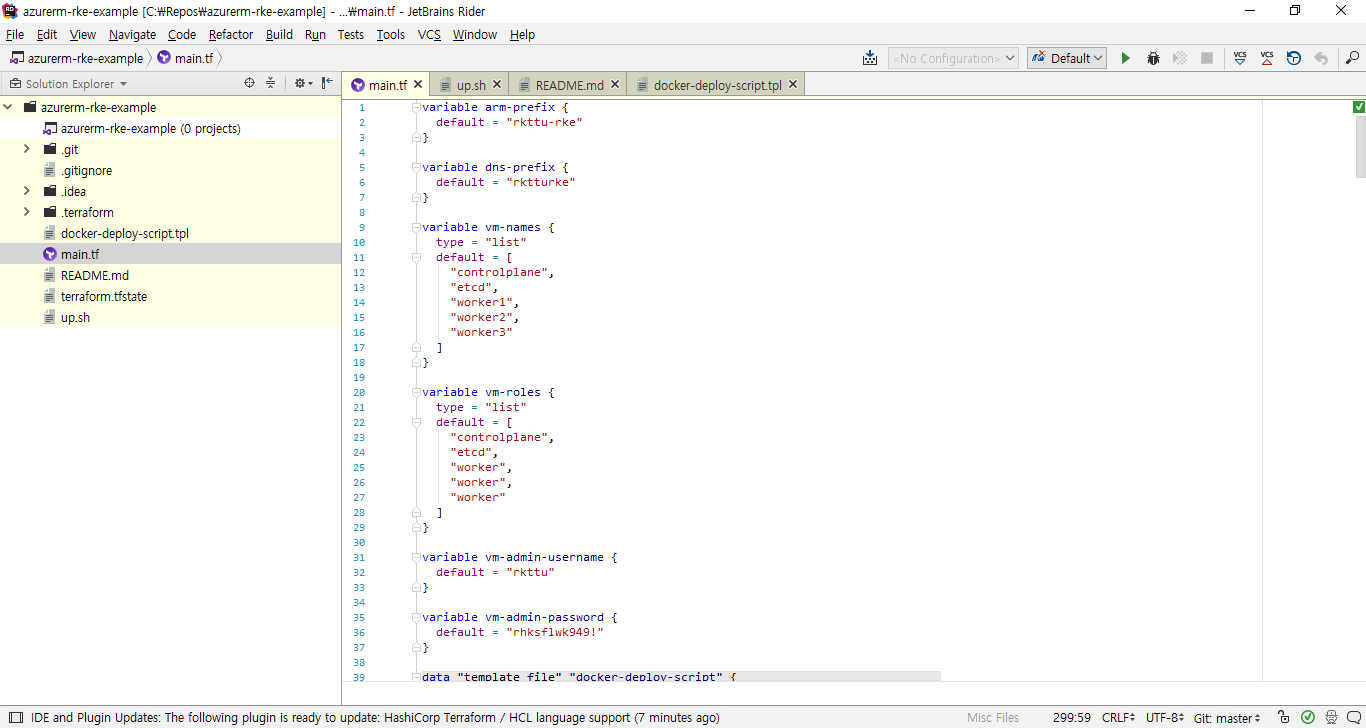 azurerm-rke-example [C:₩Repos₩azurerm-rke-example] - ...₩main.tf - JetBrains Rider
File Edit View Navigate Code Refactor Build Run Tests Tools VCS Window Help
azurerm-rke-example main.tf <No Configuration> Default VCS VCS
Solution Explorer
main.tf up.sh README.md docker-deploy-script.tpl
azurerm-rke-example
azurerm-rke-example (0 projects)
.git
.gitignore
.idea
.terraform
docker-deploy-script.tpl
main.tf
README.md
terraform.tfstate
up.sh
1 variable arm-prefix {
2 default = "rkttu-rke"
3 }
4
5 variable dns-prefix {
6 default = "rktturke"
7 }
8
9 variable vm-names {
10 type = "list"
11 default = [
12 "controlplane",
13 "etcd",
14 "worker1",
15 "worker2",
16 "worker3"
17 ]
18 }
19
20 variable vm-roles {
21 type = "list"
22 default = [
23 "controlplane",
24 "etcd",
25 "worker",
26 "worker",
27 "worker"
28 ]
29 }
30
31 variable vm-admin-username {
32 default = "rkttu"
33 }
34
35 variable vm-admin-password {
36 default = "rhksflwk949!"
37 }
38
39 data "template_file" "docker-deploy-script" {
IDE and Plugin Updates: The following plugin is ready to update: HashiCorp Terraform / HCL language support (7 minutes ago) Misc Files 299:59 CRLF UTF-8 Git: master